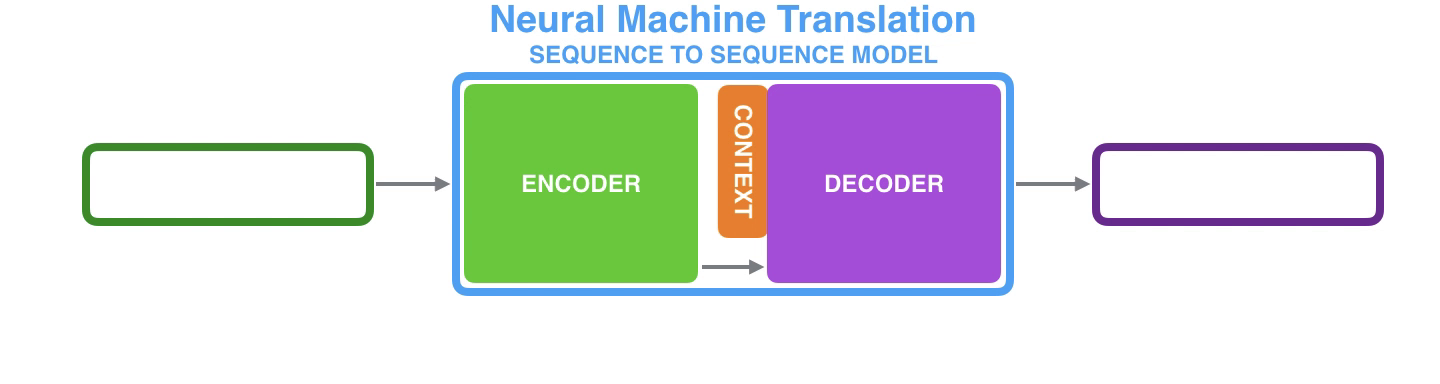 Neural Machine Translation
SEQUENCE TO SEQUENCE MODEL
ENCODER
CONTEXT
DECODER